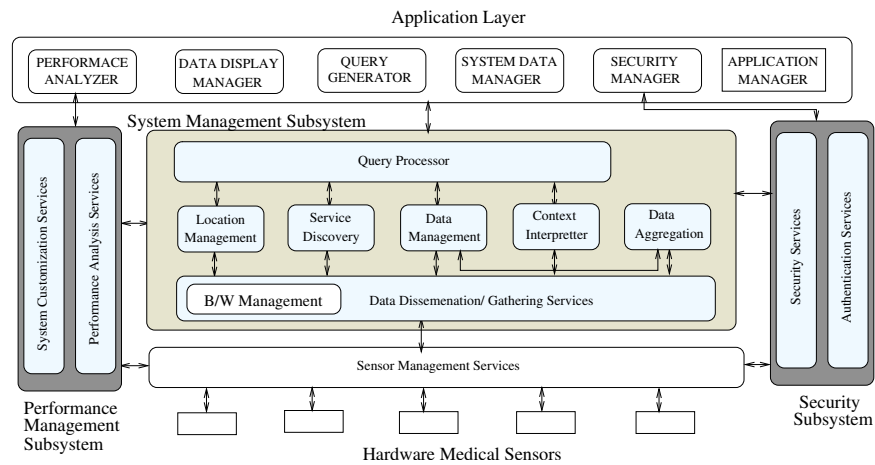 Application Layer
PERFORMACE
ANALYZER
DATA DISPLAY
MANAGER
QUERY
GENERATOR
SYSTEM DATA
MANAGER
SECURITY
MANAGER
APPLICATION
MANAGER
System Management Subsystem
Query Processor
Location
Management
Service
Discovery
Data
Management
Context
Interpretter
Data
Aggregation
B/W Management
Data Dissemenation/ Gathering Services
Sensor Management Services
System Customization Services
Performance Analysis Services
Security Services
Authentication Services
Performance
Management
Subsystem
Security
Subsystem
Hardware Medical Sensors